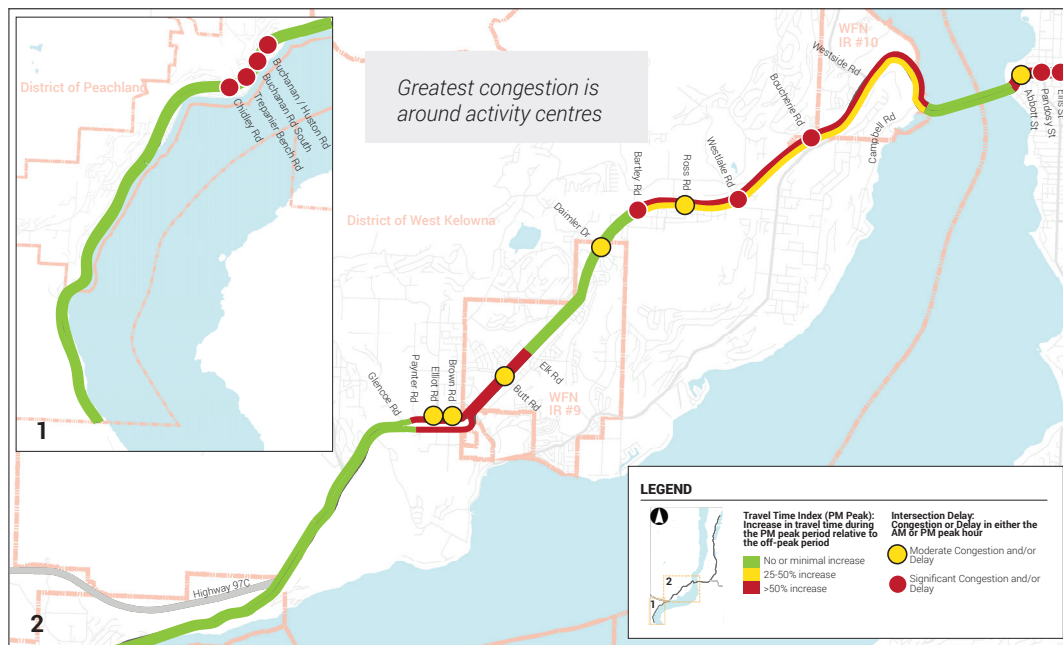 District of Peachland
Buchanan / Huston Rd
Buchanan Rd South
Trepanier Bench Rd
Chidley Rd
1
Greatest congestion is
around activity centres
WFN
IR #10
Westside Rd
Boucherie Rd
Campbell Rd
Abbott St
Pandosy St
Ellis St
Bartley Rd
Ross Rd
Westlake Rd
District of West Kelowna
Daimler Dr
Glencoe Rd
Paynter Rd
Elliot Rd
Brown Rd
Butt Rd
Elk Rd
WFN
IR #9
Highway 97C
2
LEGEND
2
1
Travel Time Index (PM Peak):
Increase in travel time during
the PM peak period relative to
the off-peak period
No or minimal increase
25-50% increase
>50% increase
Intersection Delay:
Congestion or Delay in either the
AM or PM peak hour
Moderate Congestion and/or
Delay
Significant Congestion and/or
Delay